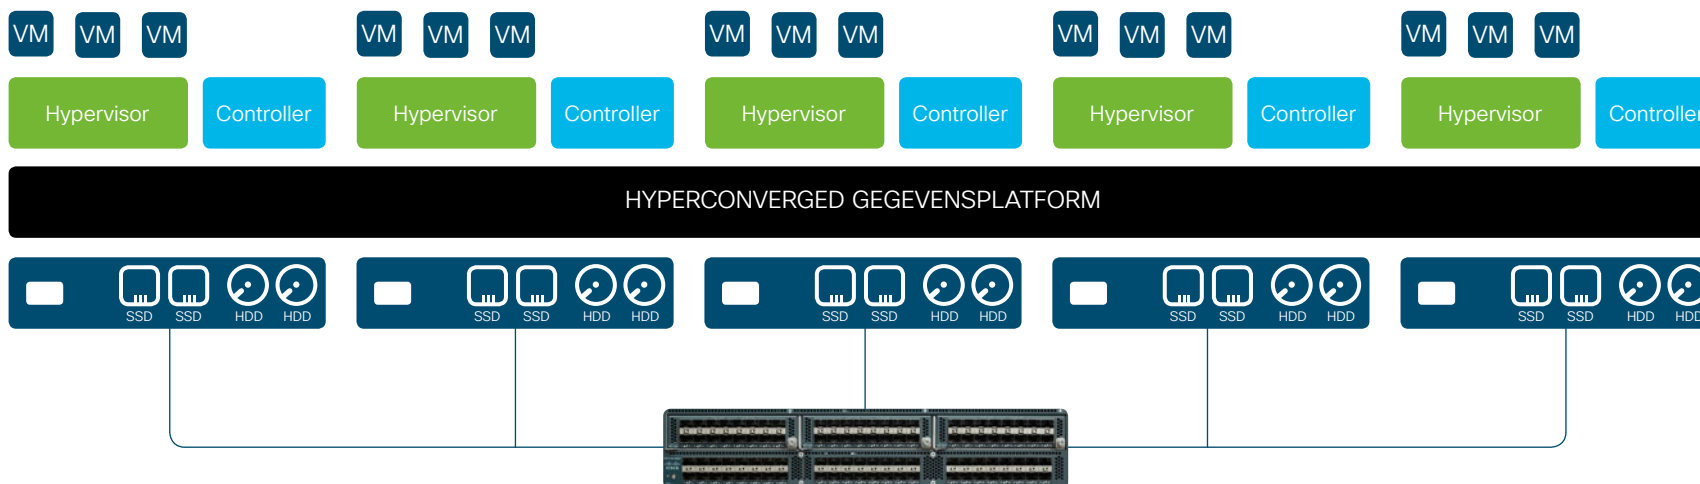 VM VM VM VM VM VM VM VM VM VM VM VM VM VM VM
Hypervisor Controller Hypervisor Controller Hypervisor Controller Hypervisor Controller Hypervisor Controller
HYPERCONVERGED GEGEVENSPLATFORM
SSD SSD HDD HDD SSD SSD HDD HDD SSD SSD HDD HDD SSD SSD HDD HDD SSD SSD HDD HDD